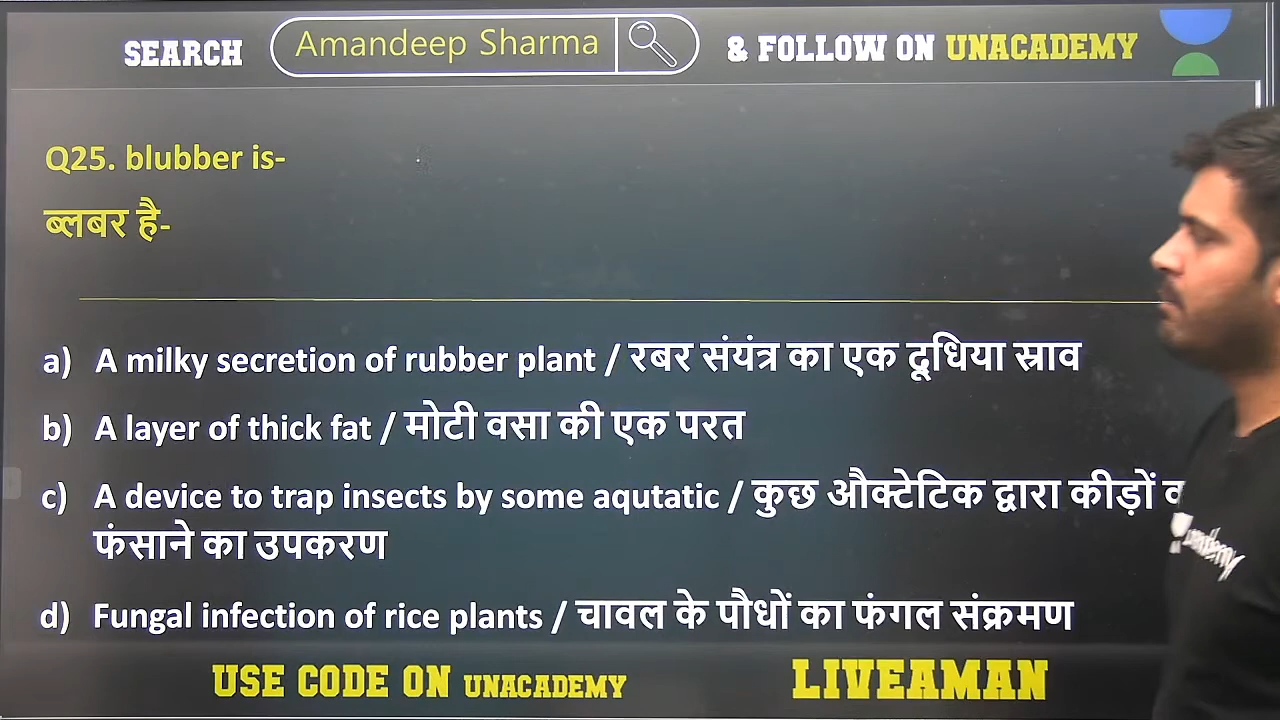 SEARCH Amandeep Sharma & FOLLOW ON UNACADEMY
Q25. blubber is-
ब्लबर है-
a) A milky secretion of rubber plant / रबर संयंत्र का एक दूधिया स्राव
b) A layer of thick fat / मोटी वसा की एक परत
c) A device to trap insects by some aqutatic / कुछ औक्टेटिक द्वारा कीड़ों
फंसाने का उपकरण
d) Fungal infection of rice plants / चावल के पौधों का फंगल संक्रमण
USE CODE ON UNACADEMY LIVEAMAN